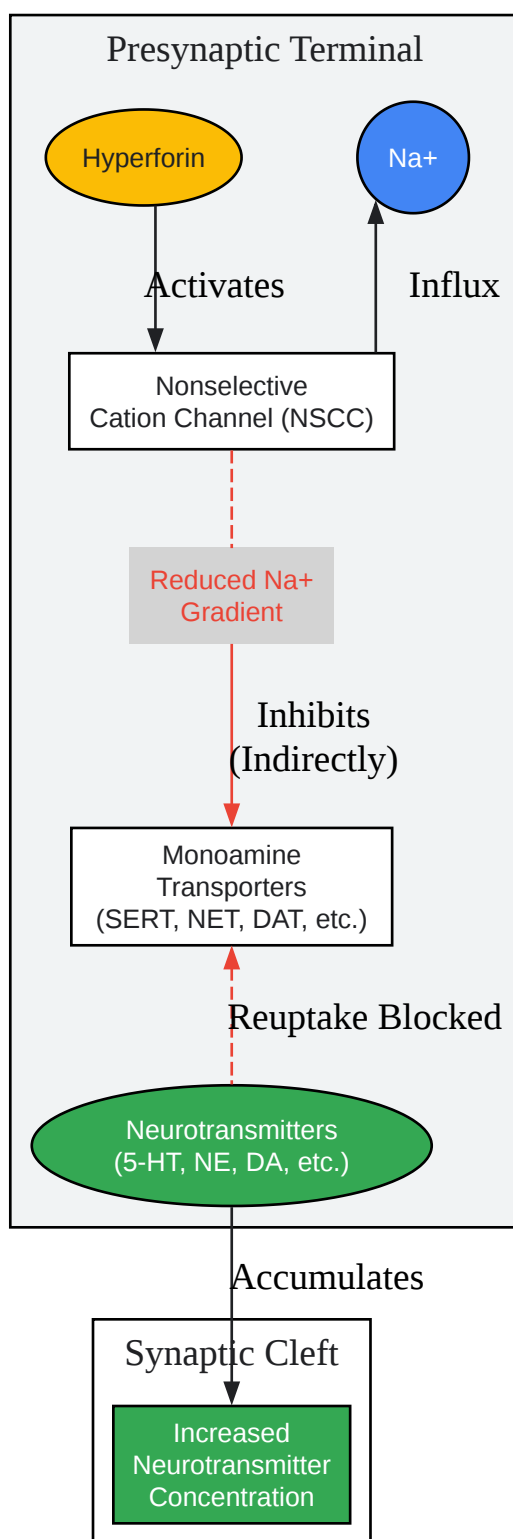 Presynaptic Terminal
Hyperforin
Na+
Activates
Influx
Nonselective
Cation Channel (NSCC)
Reduced Na+
Gradient
Inhibits
(Indirectly)
Monoamine
Transporters
(SERT, NET, DAT, etc.)
Reuptake Blocked
Neurotransmitters
(5-HT, NE, DA, etc.)
Accumulates
Synaptic Cleft
Increased
Neurotransmitter
Concentration